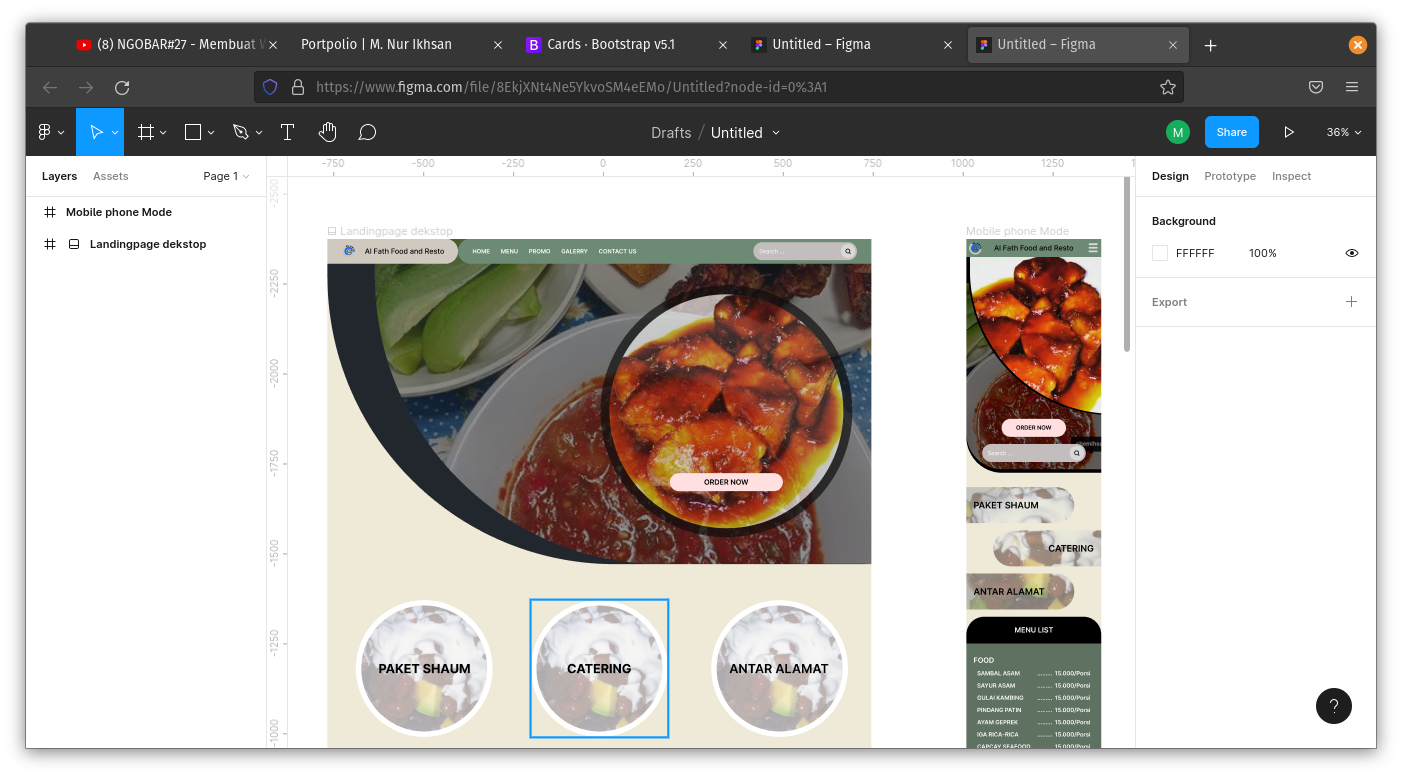 (8) NGOBAR#27 - Membuat W
Portpolio | M. Nur Ikhsan
Cards · Bootstrap v5.1
Untitled – Figma
Untitled – Figma
https://www.figma.com/file/8EkjXNt4Ne5YkvoSM4eEMo/Untitled?node-id=0%3A1
Drafts / Untitled
M
Share
36%
Layers
Assets
Page 1
-750
-500
-250
0
250
500
750
1000
1250
1
Design
Prototype
Inspect
Mobile phone Mode
Landingpage dekstop
Background
FFFFFF
100%
Export
-2500
-2250
-2000
-1750
-1500
-1250
-1000
Landingpage dekstop
Al Fath Food and Resto
HOME
MENU
PROMO
GALERRY
CONTACT US
Search ...
ORDER NOW
PAKET SHAUM
CATERING
ANTAR ALAMAT
Mobile phone Mode
Al Fath Food and Resto
ORDER NOW
Search ...
PAKET SHAUM
CATERING
ANTAR ALAMAT
MENU LIST
FOOD
SAMBAL ASAM ......... 15.000/Porsi
SAYUR ASAM ......... 15.000/Porsi
GULAI KAMBING ......... 15.000/Porsi
PINDANG PATIN ......... 15.000/Porsi
AYAM GEPREK ......... 15.000/Porsi
IGA RICA-RICA ......... 15.000/Porsi
CAPCAY SEAFOOD ......... 15.000/Porsi
?